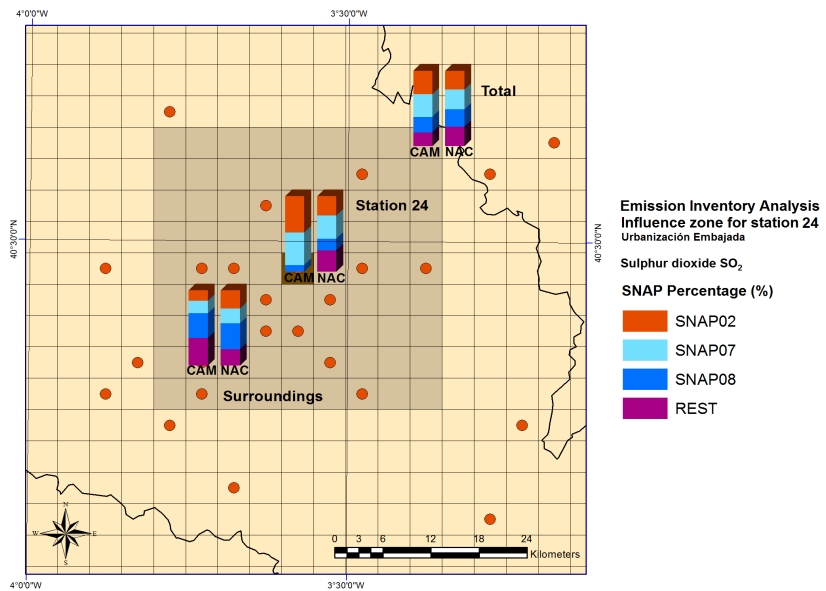 4°0'0"W 3°30'0"W
Total
CAM NAC
Station 24
CAM NAC
CAM NAC
Surroundings
40°30'0"N 40°30'0"N
N
W E
S
0 3 6 12 18 24
Kilometers
4°0'0"W 3°30'0"W
Emission Inventory Analysis
Influence zone for station 24
Urbanización Embajada
Sulphur dioxide SO₂
SNAP Percentage (%)
SNAP02
SNAP07
SNAP08
REST